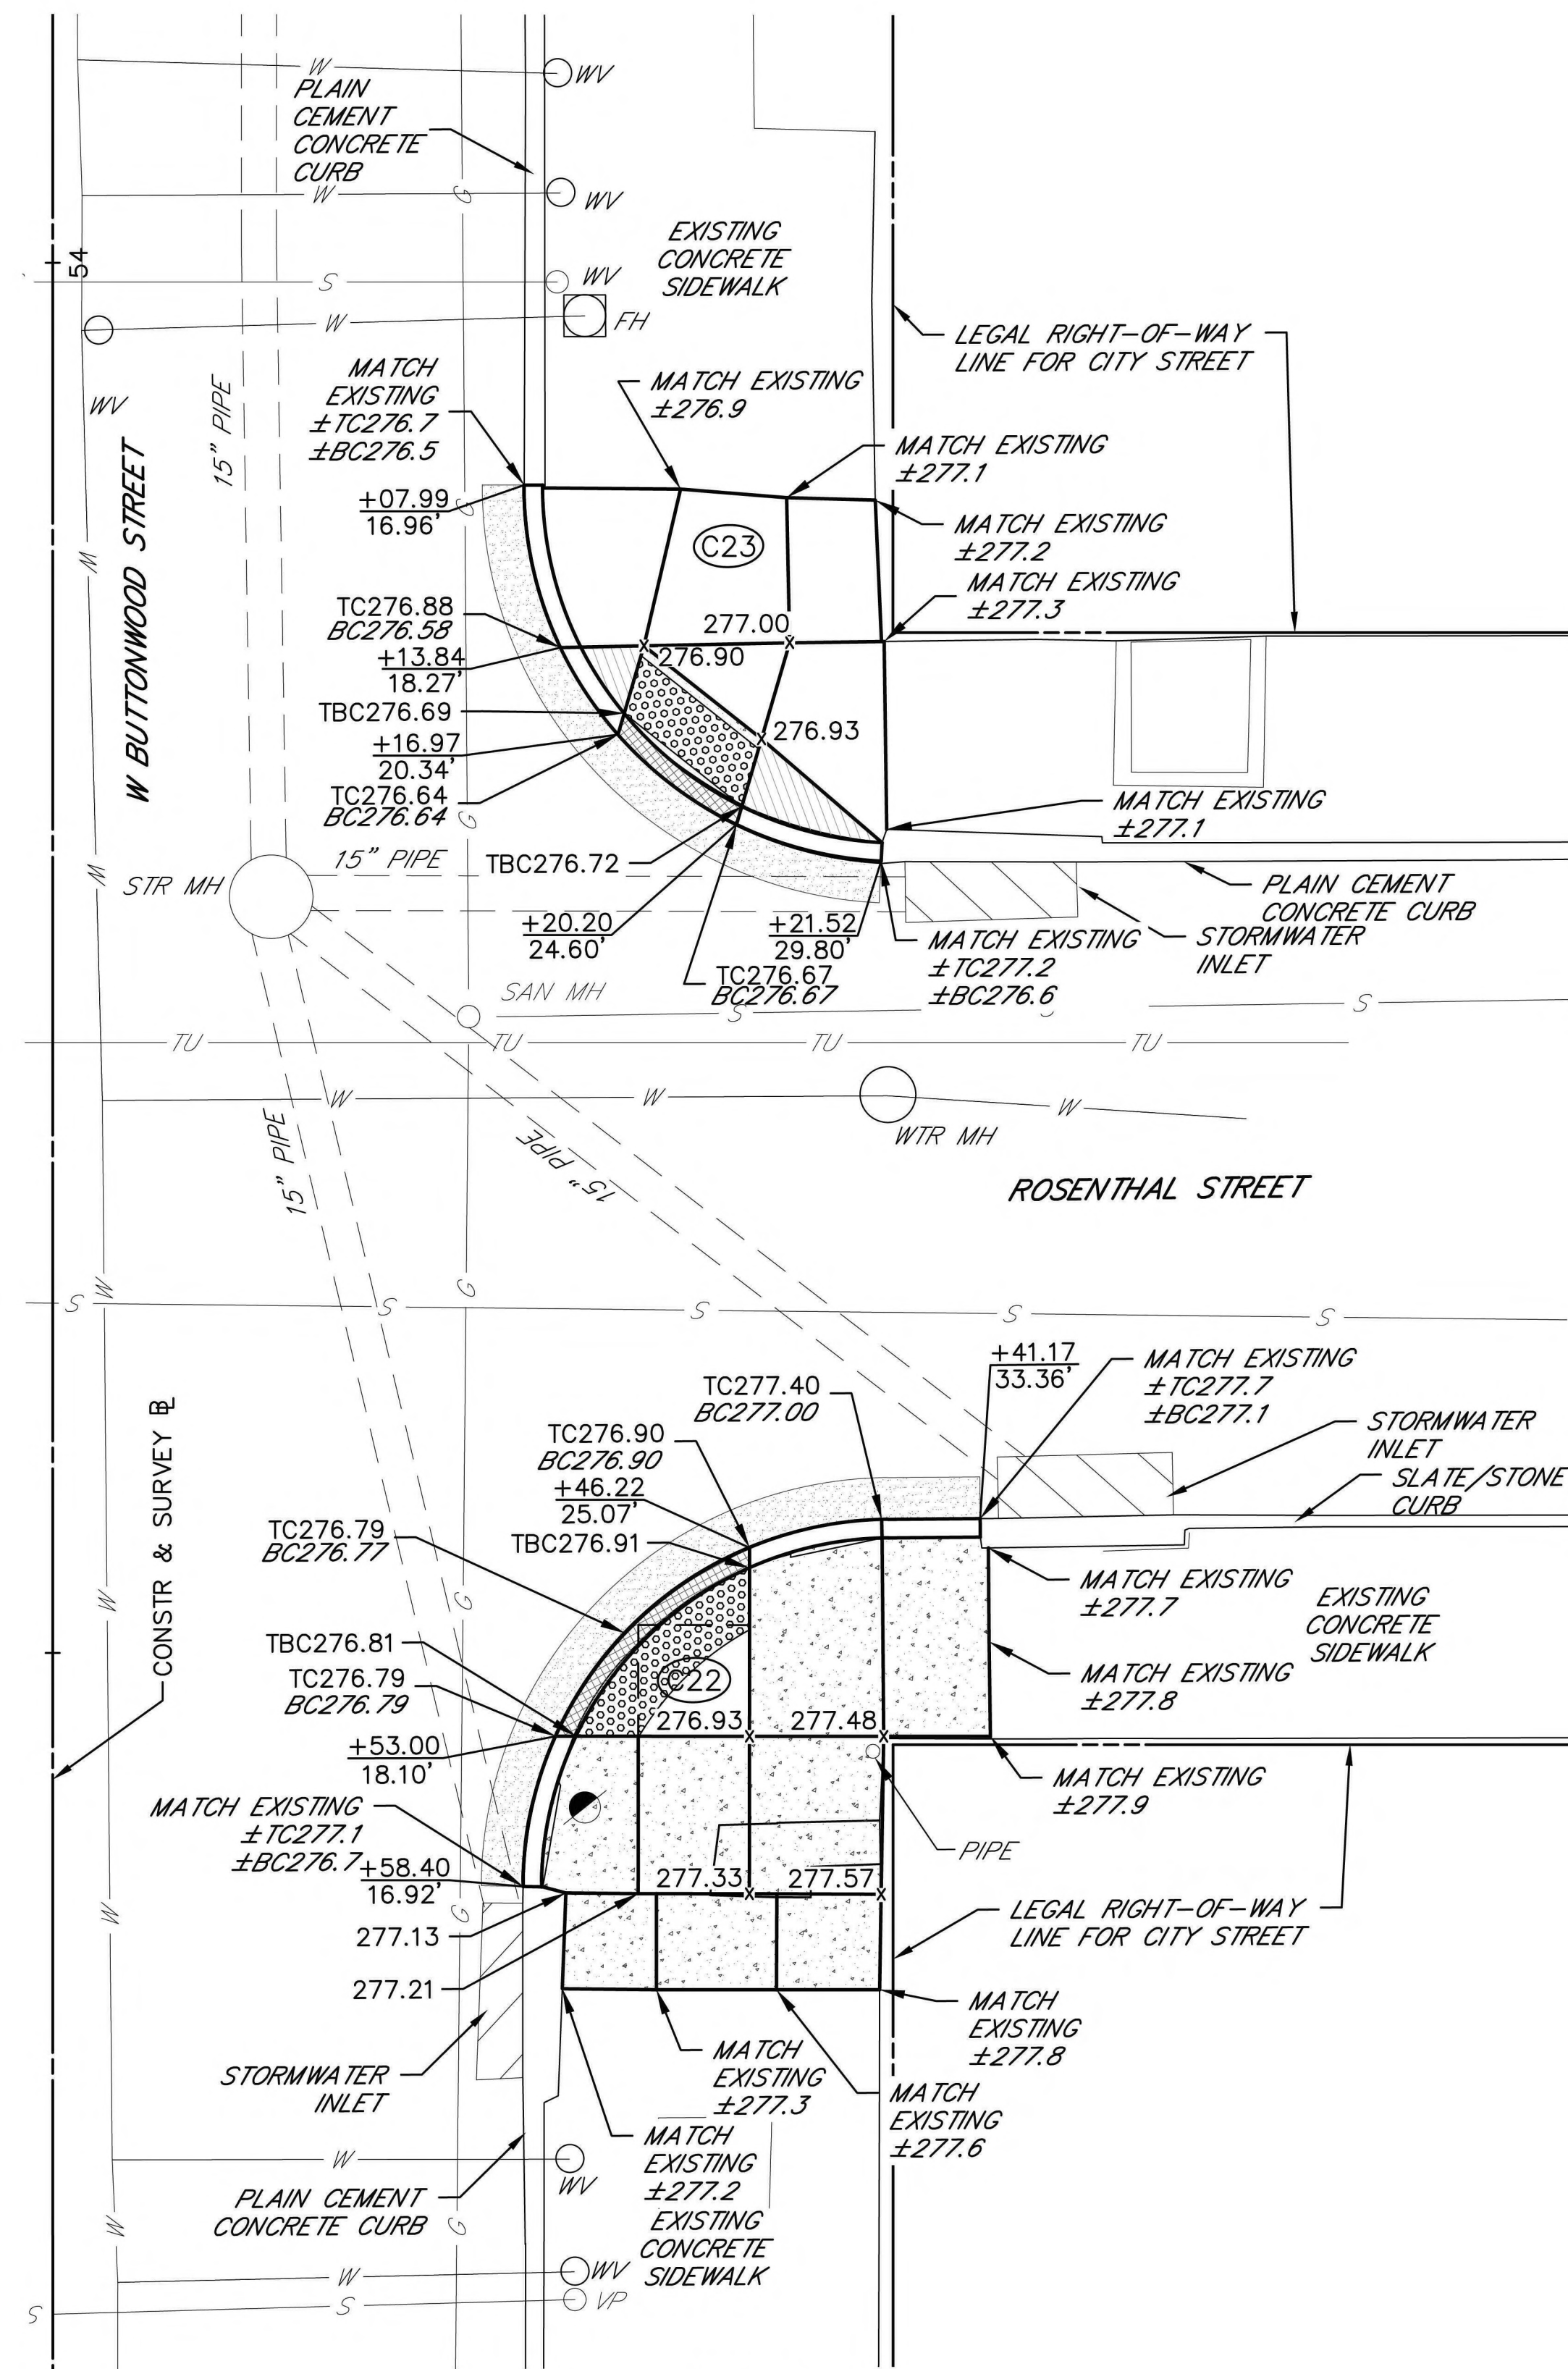 W
WV
PLAIN
CEMENT
CONCRETE
CURB
W
WV
G
EXISTING
CONCRETE
SIDEWALK
54
S
WV
W
FH
LEGAL RIGHT-OF-WAY
LINE FOR CITY STREET
WV
15" PIPE
MATCH
EXISTING
±TC276.7
±BC276.5
MATCH EXISTING
±276.9
MATCH EXISTING
±277.1
W BUTTONWOOD STREET
+07.99
16.96'
G
C23
MATCH EXISTING
±277.2
MATCH EXISTING
±277.3
M
TC276.88
BC276.58
277.00
X
X
276.90
+13.84
18.27'
TBC276.69
+16.97
20.34'
X
276.93
TC276.64
BC276.64
G
MATCH EXISTING
±277.1
M
STR MH
15" PIPE
TBC276.72
PLAIN CEMENT
CONCRETE CURB
+20.20
24.60'
+21.52
29.80'
MATCH EXISTING
±TC277.2
±BC276.6
STORMWATER
INLET
TC276.67
BC276.67
SAN MH
S
S
S
TU
TU
TU
TU
W
W
W
WTR MH
15" PIPE
15" PIPE
ROSENTHAL STREET
W
G
S
S
S
S
S
+41.17
33.36'
MATCH EXISTING
±TC277.7
±BC277.1
TC277.40
BC277.00
CONSTR & SURVEY BL
STORMWATER
INLET
TC276.90
BC276.90
+46.22
25.07'
TBC276.91
SLATE/STONE
CURB
TC276.79
BC276.77
W
G
MATCH EXISTING
±277.7
EXISTING
CONCRETE
SIDEWALK
TBC276.81
TC276.79
BC276.79
C22
MATCH EXISTING
±277.8
276.93
X
277.48
X
+53.00
18.10'
MATCH EXISTING
±277.9
MATCH EXISTING
±TC277.1
±BC276.7
+58.40
16.92'
PIPE
277.33
X
277.57
X
W
G
277.13
LEGAL RIGHT-OF-WAY
LINE FOR CITY STREET
277.21
MATCH
EXISTING
±277.8
STORMWATER
INLET
MATCH
EXISTING
±277.3
MATCH
EXISTING
±277.6
MATCH
EXISTING
±277.2
W
WV
PLAIN CEMENT
CONCRETE CURB
W
G
EXISTING
CONCRETE
SIDEWALK
W
WV
S
S
VP